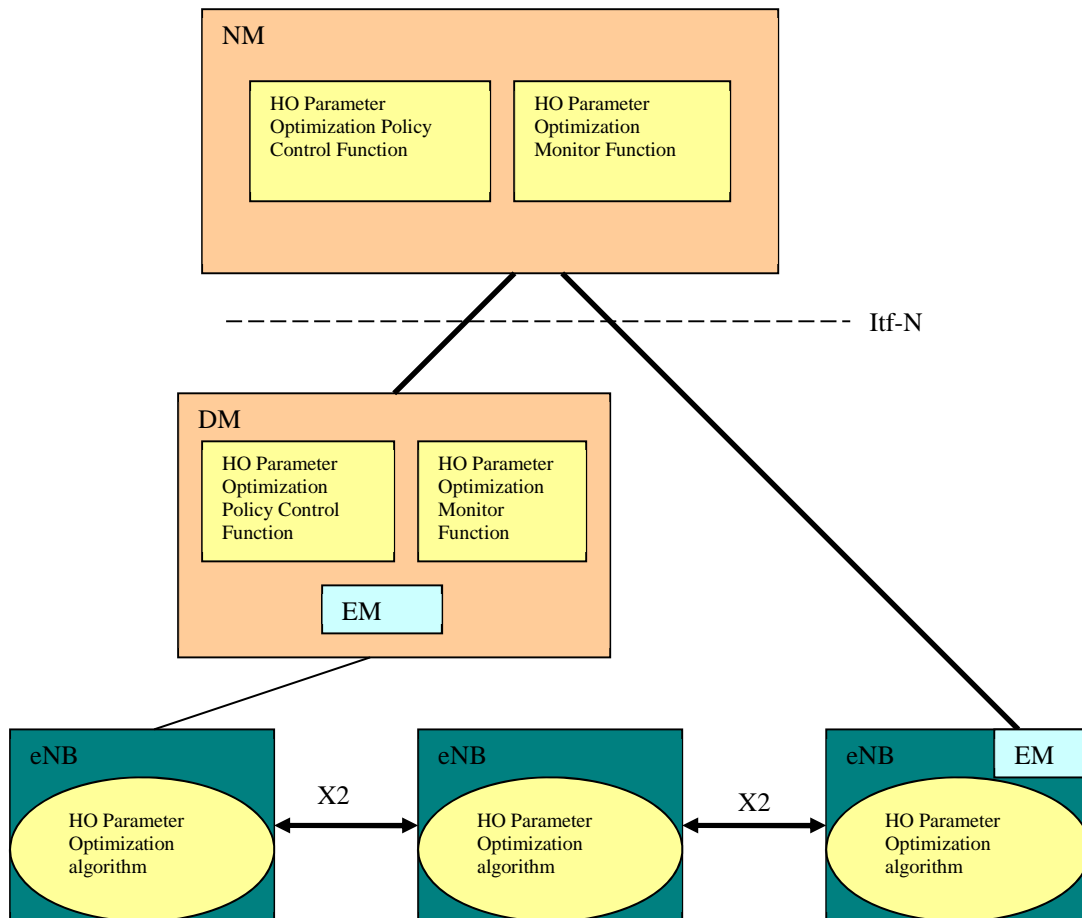 NM
HO Parameter
Optimization Policy
Control Function
HO Parameter
Optimization
Monitor Function
Itf-N
DM
HO Parameter
Optimization
Policy Control
Function
HO Parameter
Optimization
Monitor
Function
EM
eNB
HO Parameter
Optimization
algorithm
X2
eNB
HO Parameter
Optimization
algorithm
X2
eNB
EM
HO Parameter
Optimization
algorithm